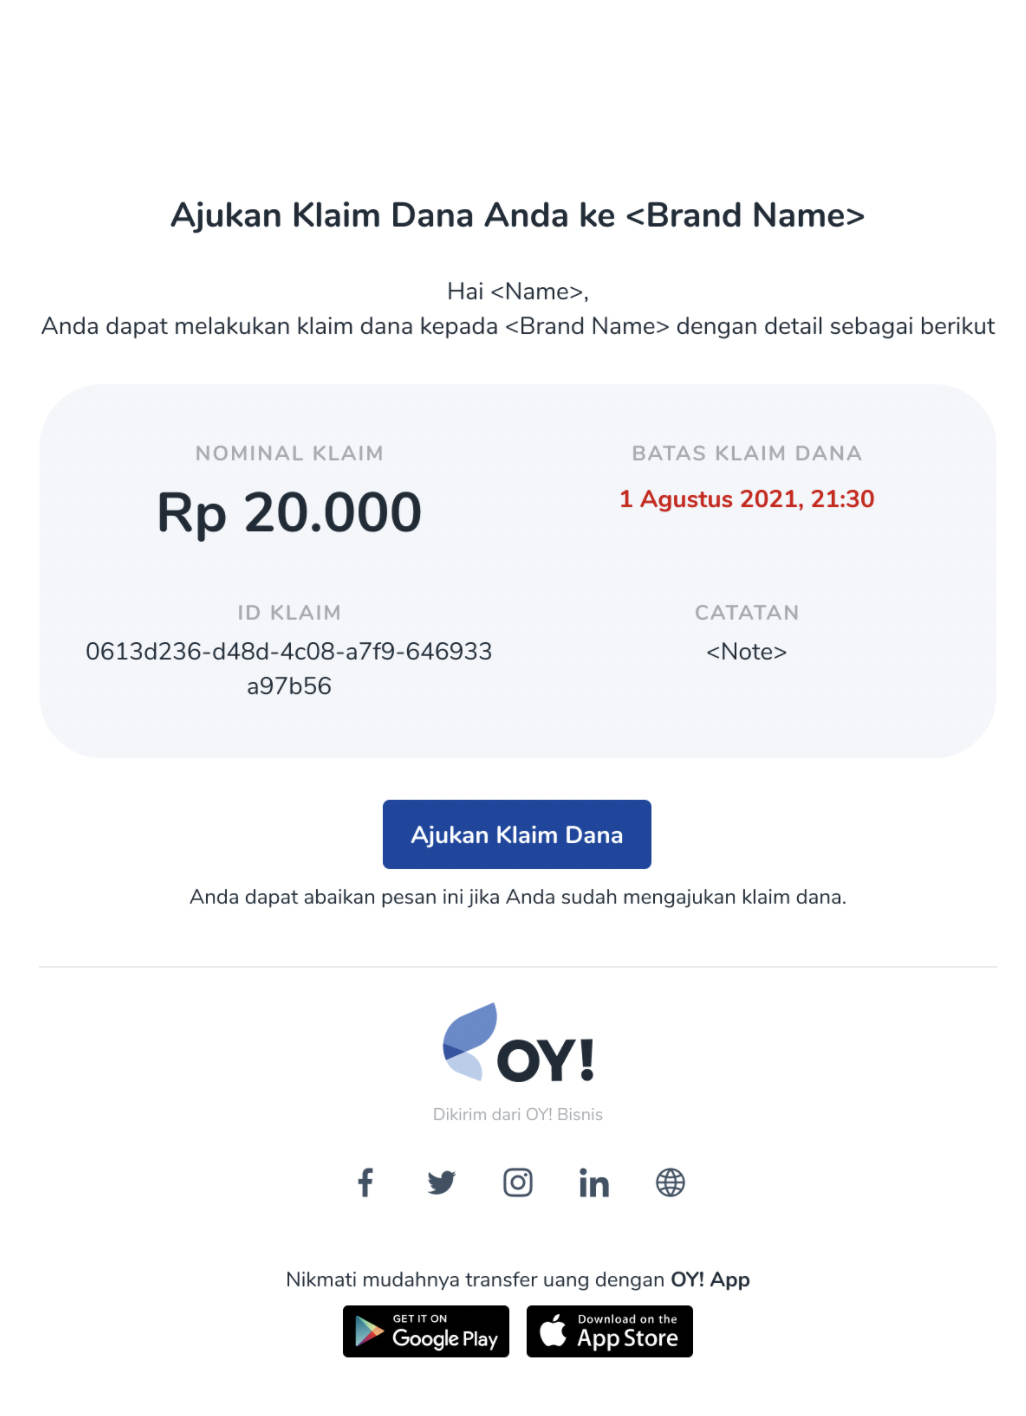 Ajukan Klaim Dana Anda ke <Brand Name>
Hai <Name>,
Anda dapat melakukan klaim dana kepada <Brand Name> dengan detail sebagai berikut
NOMINAL KLAIM
Rp 20.000
BATAS KLAIM DANA
1 Agustus 2021, 21:30
ID KLAIM
0613d236-d48d-4c08-a7f9-646933
a97b56
CATATAN
<Note>
Ajukan Klaim Dana
Anda dapat abaikan pesan ini jika Anda sudah mengajukan klaim dana.
OY!
Dikirim dari OY! Bisnis
Nikmati mudahnya transfer uang dengan OY! App
GET IT ON
Google Play
Download on the
App Store